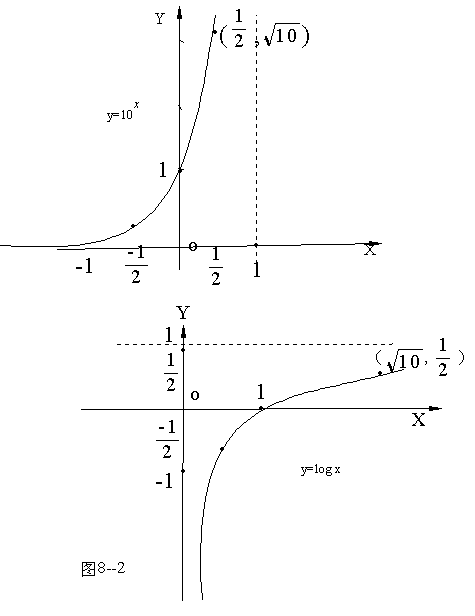 Y
(1/2, √10)
y=10^x
1
o
X
-1 -1/2 1/2 1
Y
1
1/2
(√10, 1/2)
o
1
X
-1/2
-1
y=log x
图8--2